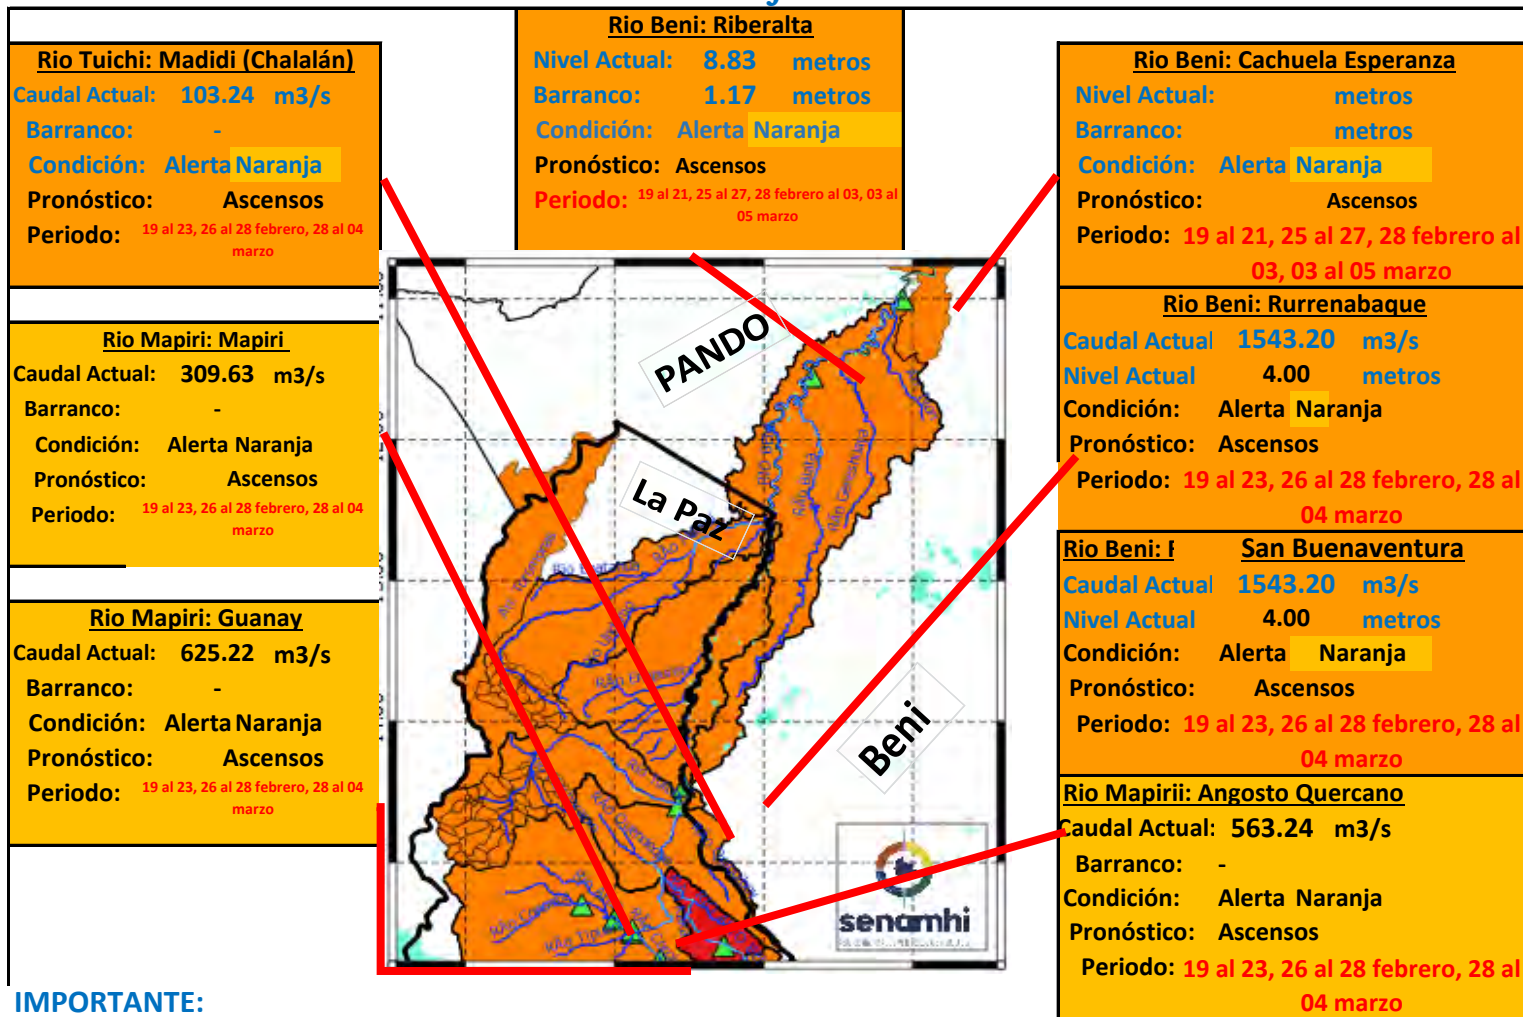 Rio Tuichi: Madidi (Chalalán)
Caudal Actual: 103.24 m3/s
Barranco: -
Condición: Alerta Naranja
Pronóstico: Ascensos
Periodo: 19 al 23, 26 al 28 febrero, 28 al 04
marzo
Rio Mapiri: Mapiri
Caudal Actual: 309.63 m3/s
Barranco: -
Condición: Alerta Naranja
Pronóstico: Ascensos
Periodo: 19 al 23, 26 al 28 febrero, 28 al 04
marzo
Rio Mapiri: Guanay
Caudal Actual: 625.22 m3/s
Barranco: -
Condición: Alerta Naranja
Pronóstico: Ascensos
Periodo: 19 al 23, 26 al 28 febrero, 28 al 04
marzo
Rio Beni: Riberalta
Nivel Actual: 8.83 metros
Barranco: 1.17 metros
Condición: Alerta Naranja
Pronóstico: Ascensos
Periodo: 19 al 21, 25 al 27, 28 febrero al 03, 03 al
05 marzo
PANDO
La Paz
Beni
senamhi
Rio Beni: Cachuela Esperanza
Nivel Actual: metros
Barranco: metros
Condición: Alerta Naranja
Pronóstico: Ascensos
Periodo: 19 al 21, 25 al 27, 28 febrero al
03, 03 al 05 marzo
Rio Beni: Rurrenabaque
Caudal Actual 1543.20 m3/s
Nivel Actual 4.00 metros
Condición: Alerta Naranja
Pronóstico: Ascensos
Periodo: 19 al 23, 26 al 28 febrero, 28 al
04 marzo
Rio Beni: San Buenaventura
Caudal Actual 1543.20 m3/s
Nivel Actual 4.00 metros
Condición: Alerta Naranja
Pronóstico: Ascensos
Periodo: 19 al 23, 26 al 28 febrero, 28 al
04 marzo
Rio Mapirii: Angosto Quercano
Caudal Actual: 563.24 m3/s
Barranco: -
Condición: Alerta Naranja
Pronóstico: Ascensos
Periodo: 19 al 23, 26 al 28 febrero, 28 al
04 marzo
IMPORTANTE: